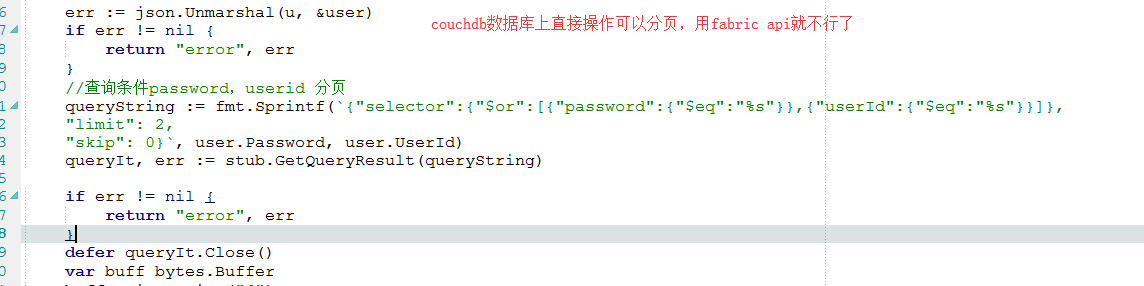 6 err := json.Unmarshal(u, &user)
couchdb数据库上直接操作可以分页，用fabric api就不行了
7 if err != nil {
8 return "error", err
9 }
0 //查询条件password，userid 分页
1 queryString := fmt.Sprintf(`{"selector":{"$or":[{"password":{"$eq":"%s"}},{"userId":{"$eq":"%s"}}]},
2 "limit": 2,
3 "skip": 0}`, user.Password, user.UserId)
4 queryIt, err := stub.GetQueryResult(queryString)
5
6 if err != nil {
7 return "error", err
8 }
9 defer queryIt.Close()
0 var buff bytes.Buffer